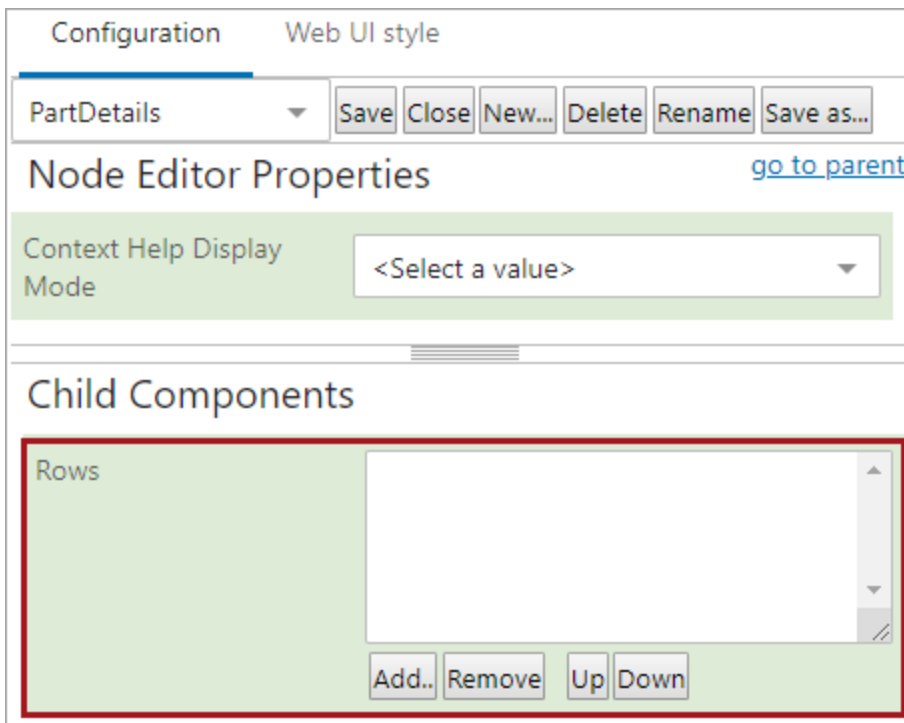 Configuration Web UI style
PartDetails Save Close New... Delete Rename Save as...
Node Editor Properties go to parent
Context Help Display
Mode
<Select a value>
Child Components
Rows
Add.. Remove Up Down